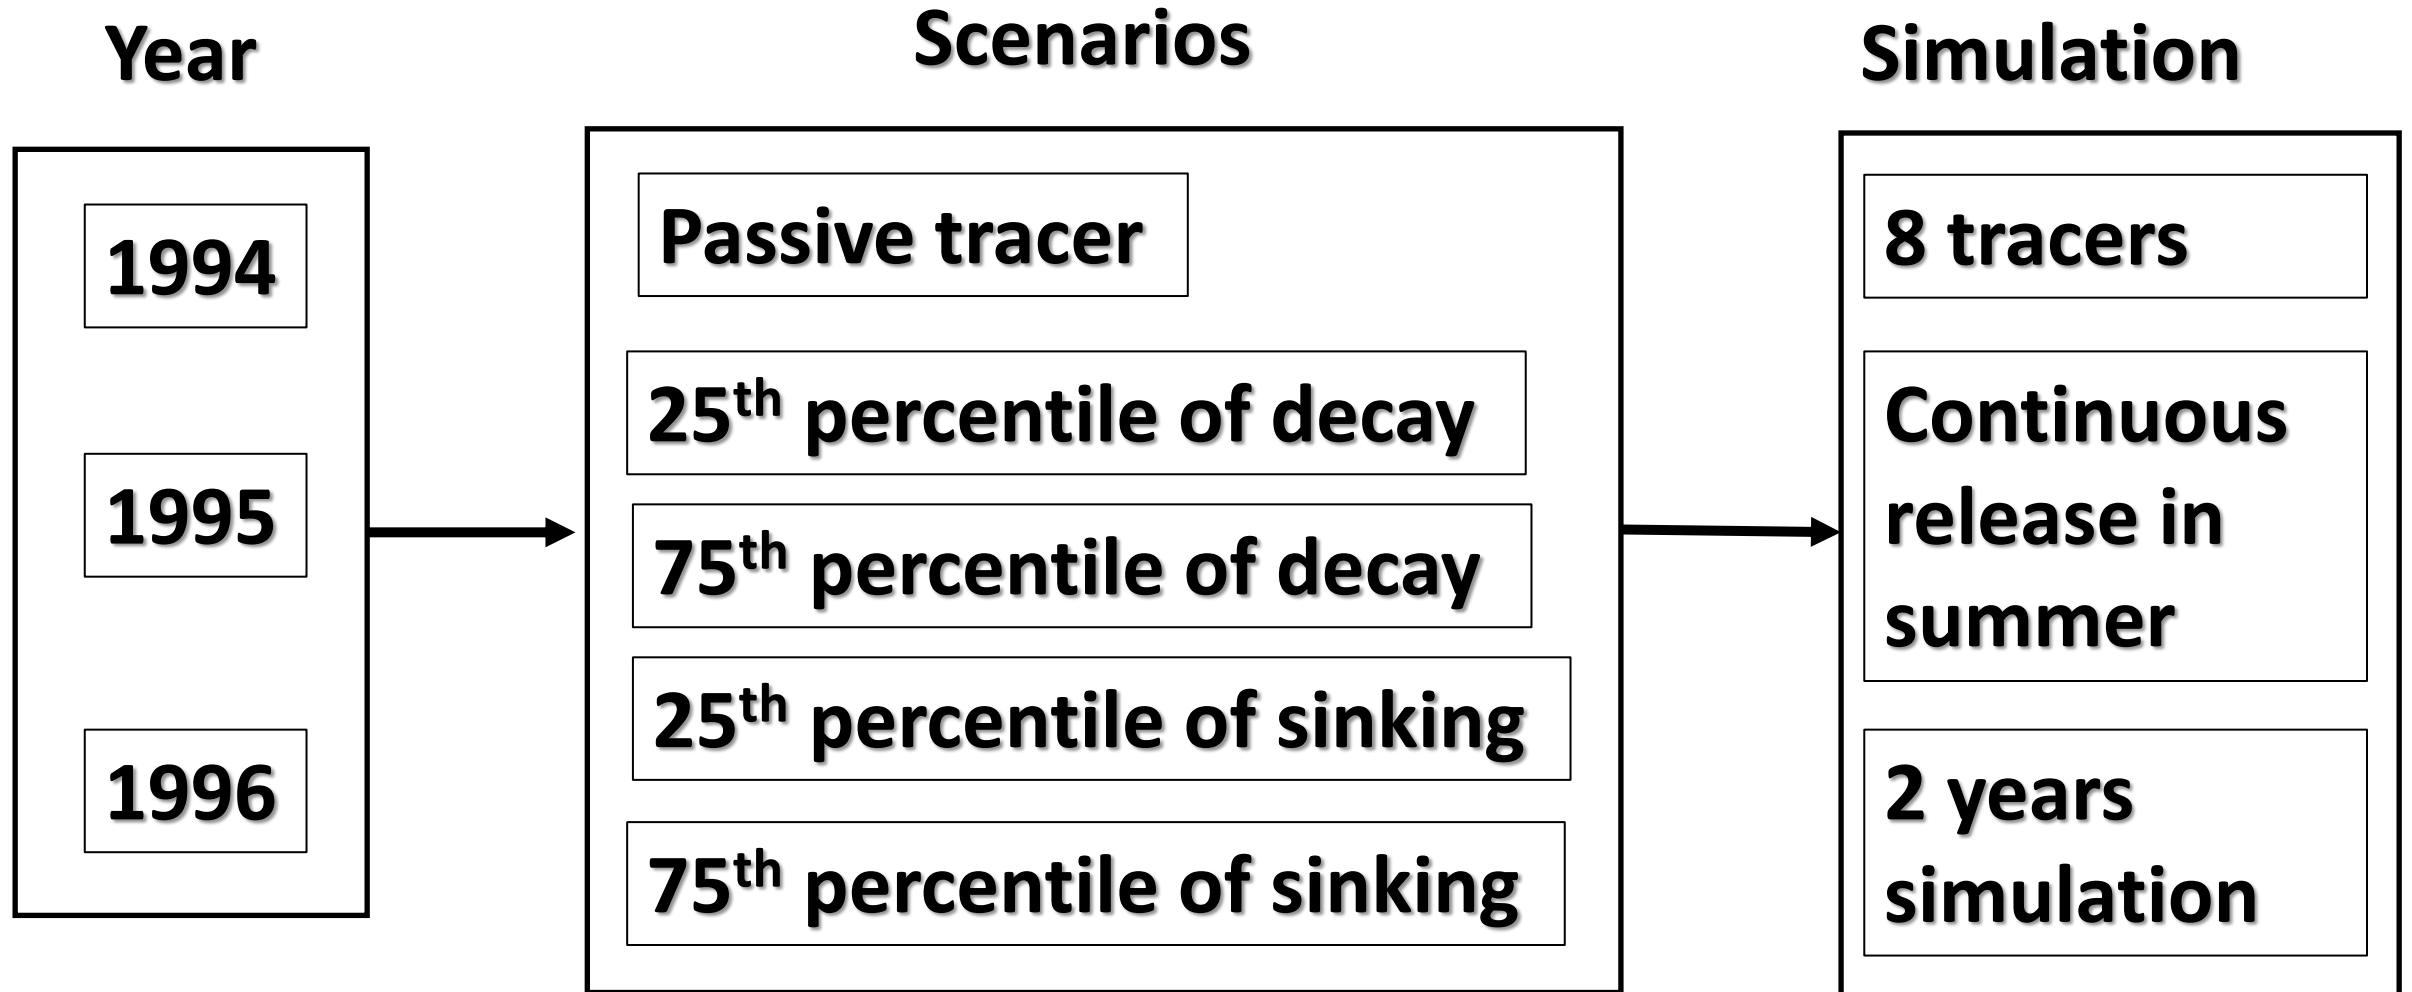 Year
1994
1995
1996
Scenarios
Passive tracer
25th percentile of decay
75th percentile of decay
25th percentile of sinking
75th percentile of sinking
Simulation
8 tracers
Continuous
release in
summer
2 years
simulation